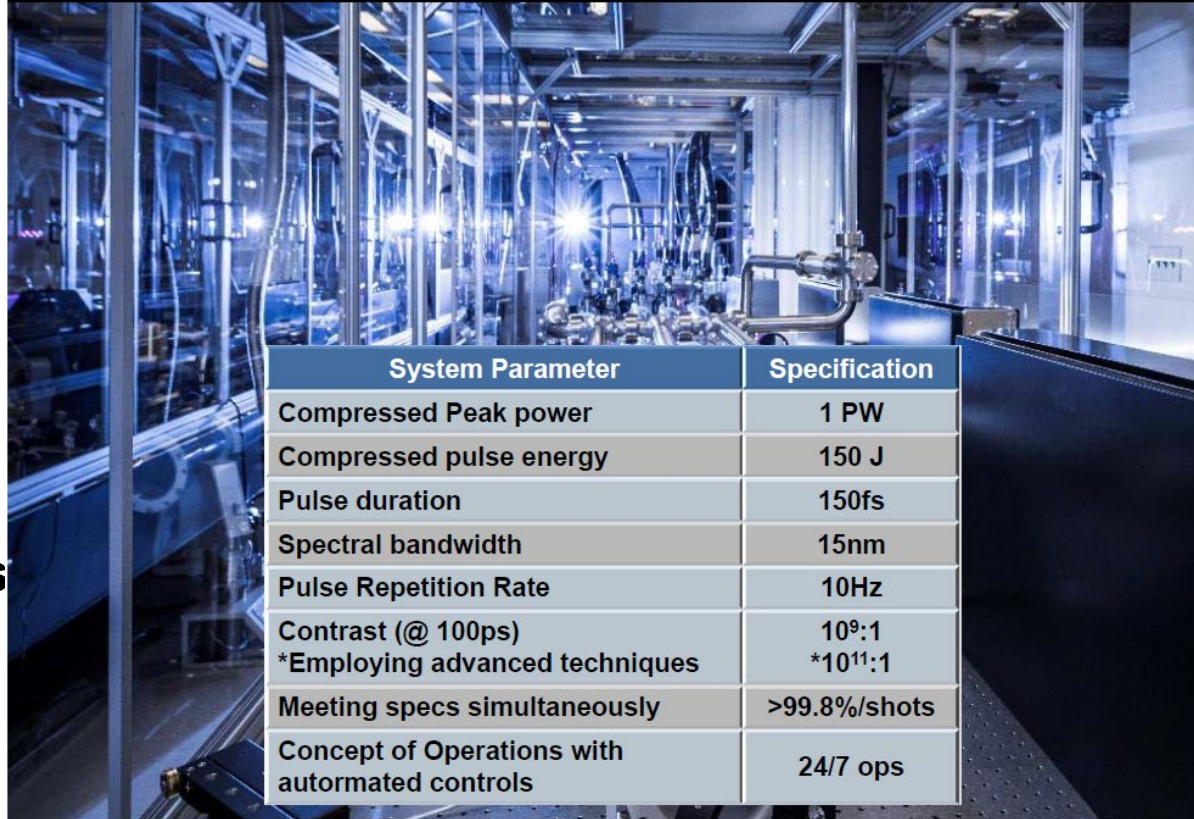 System Parameter Specification
Compressed Peak power 1 PW
Compressed pulse energy 150 J
Pulse duration 150fs
Spectral bandwidth 15nm
Pulse Repetition Rate 10Hz
Contrast (@ 100ps) 10⁹:1
*Employing advanced techniques *10¹¹:1
Meeting specs simultaneously >99.8%/shots
Concept of Operations with
autormated controls 24/7 ops